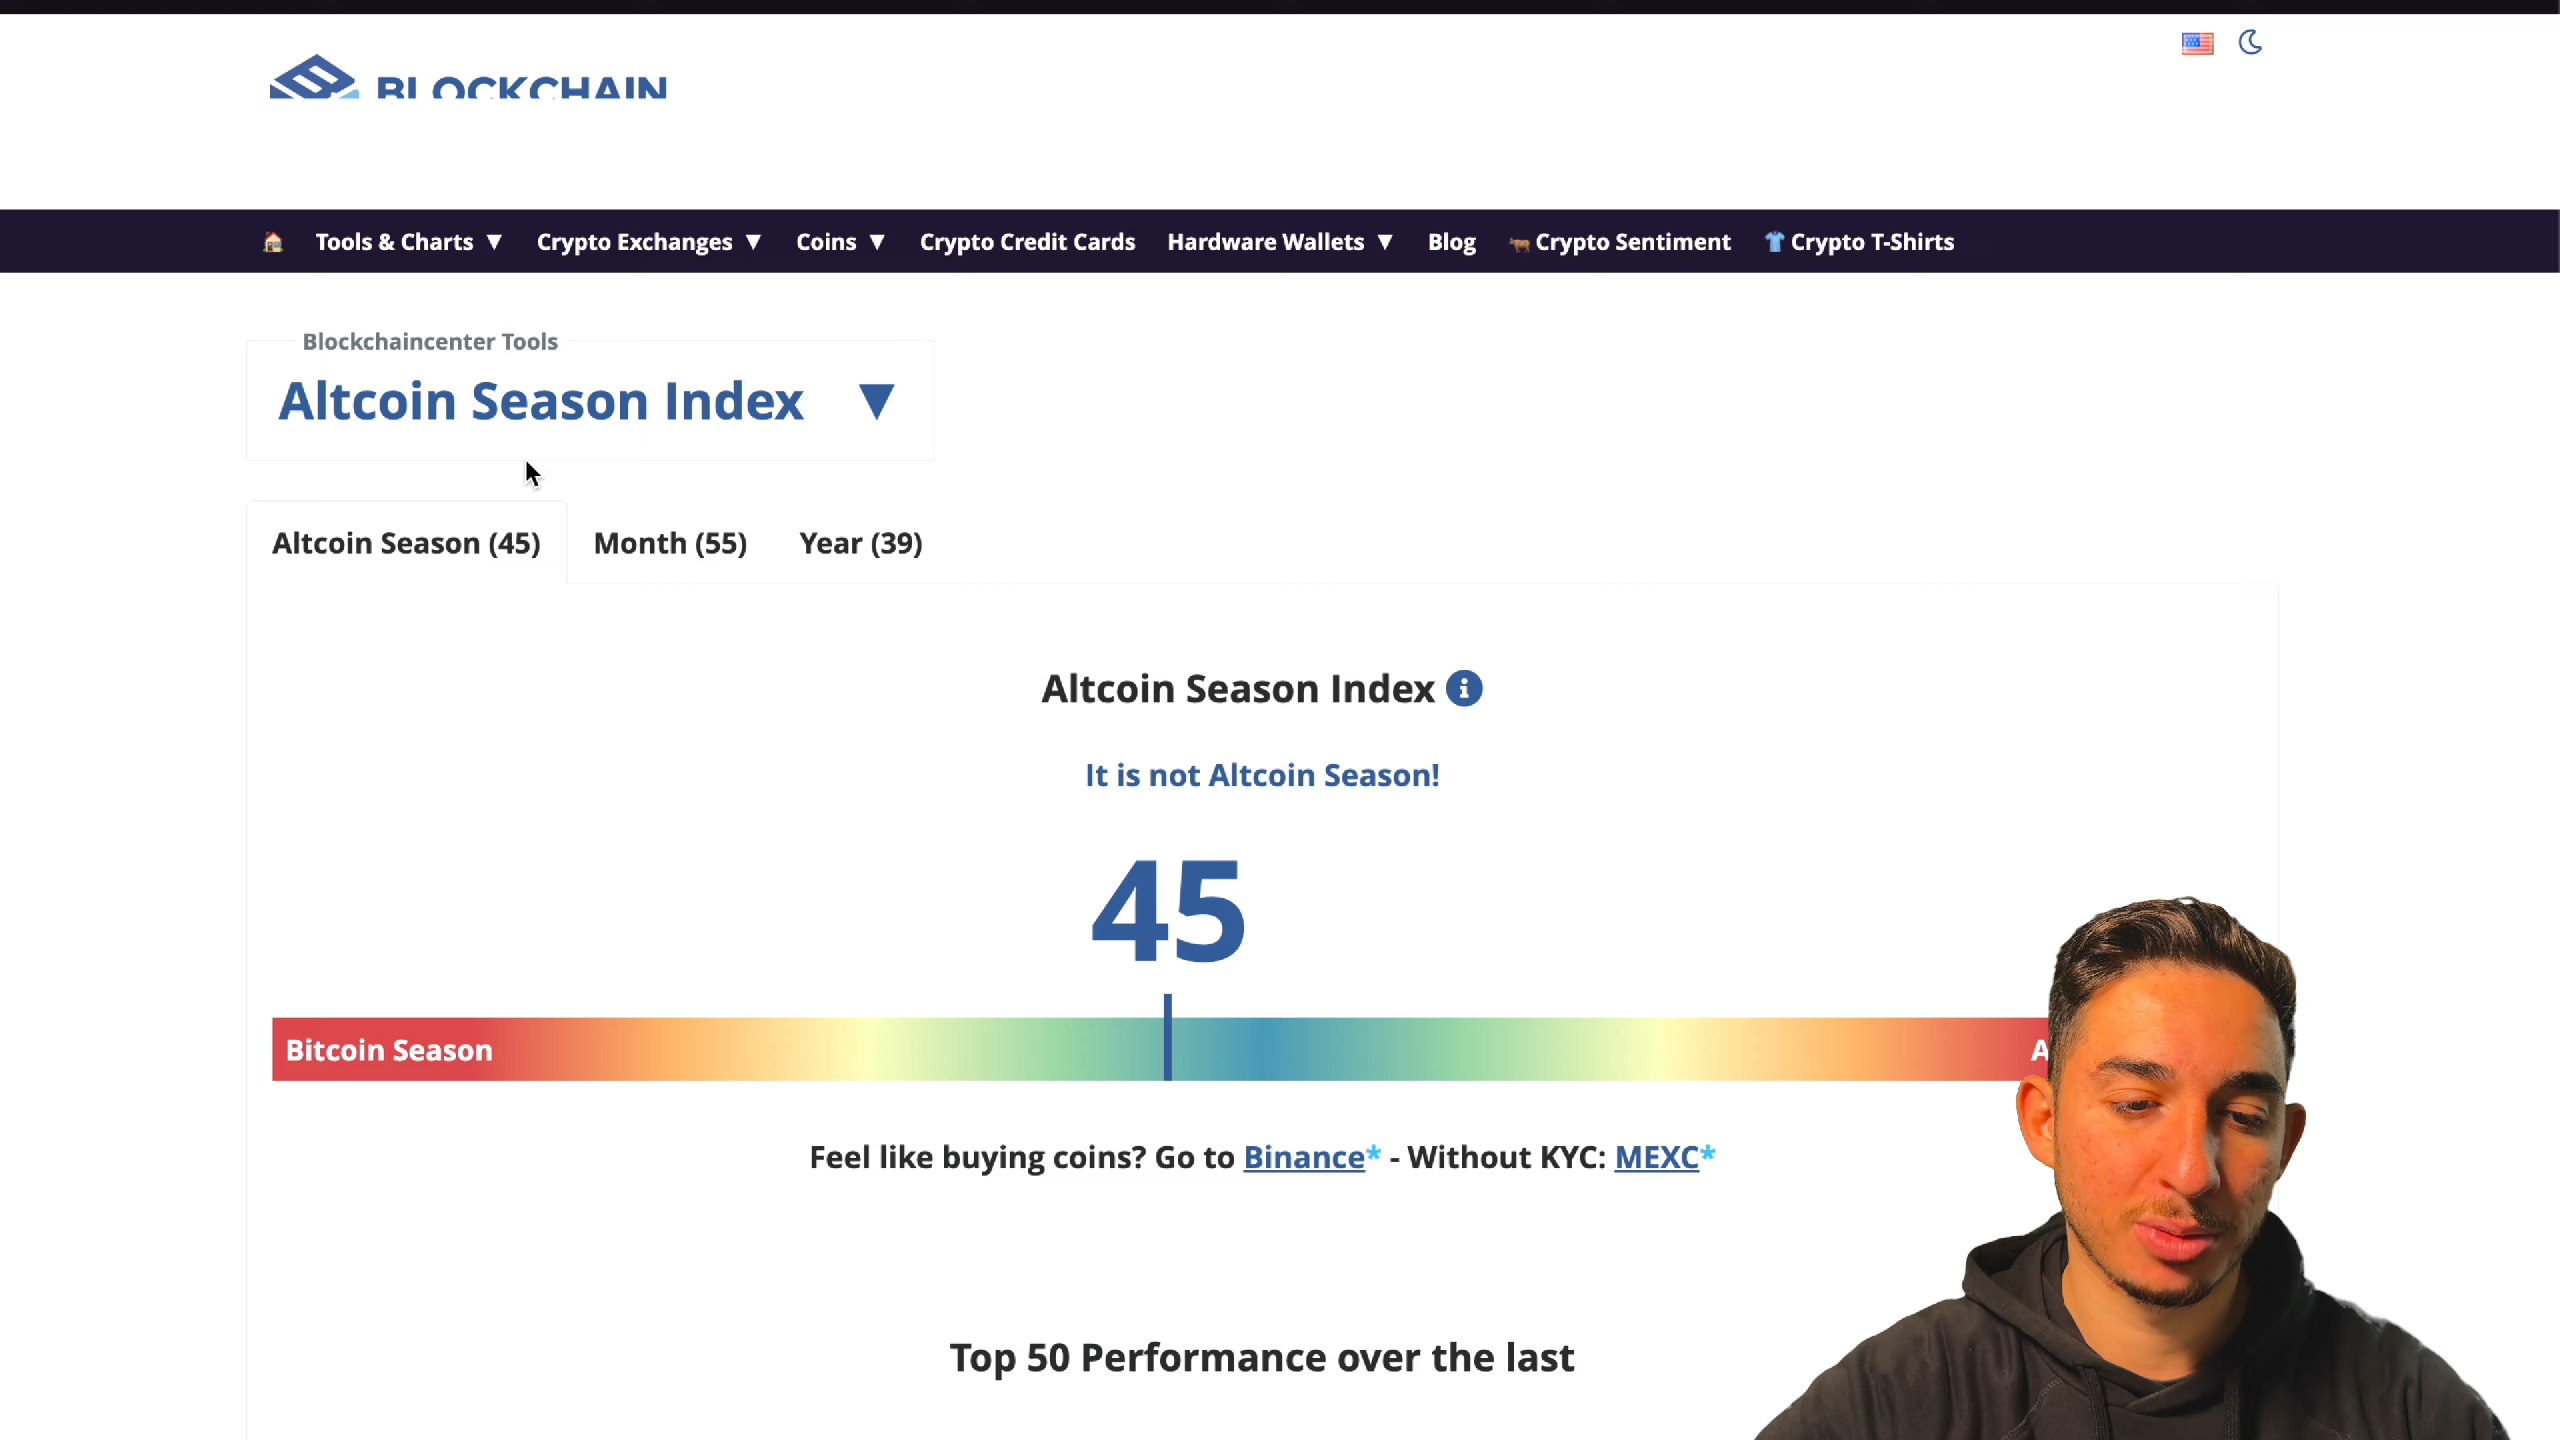 BLOCKCHAIN
Tools & Charts ▼ Crypto Exchanges ▼ Coins ▼ Crypto Credit Cards Hardware Wallets ▼ Blog Crypto Sentiment Crypto T-Shirts
Blockchaincenter Tools
Altcoin Season Index ▼
Altcoin Season (45) Month (55) Year (39)
Altcoin Season Index
It is not Altcoin Season!
45
Bitcoin Season
Feel like buying coins? Go to Binance* - Without KYC: MEXC*
Top 50 Performance over the last